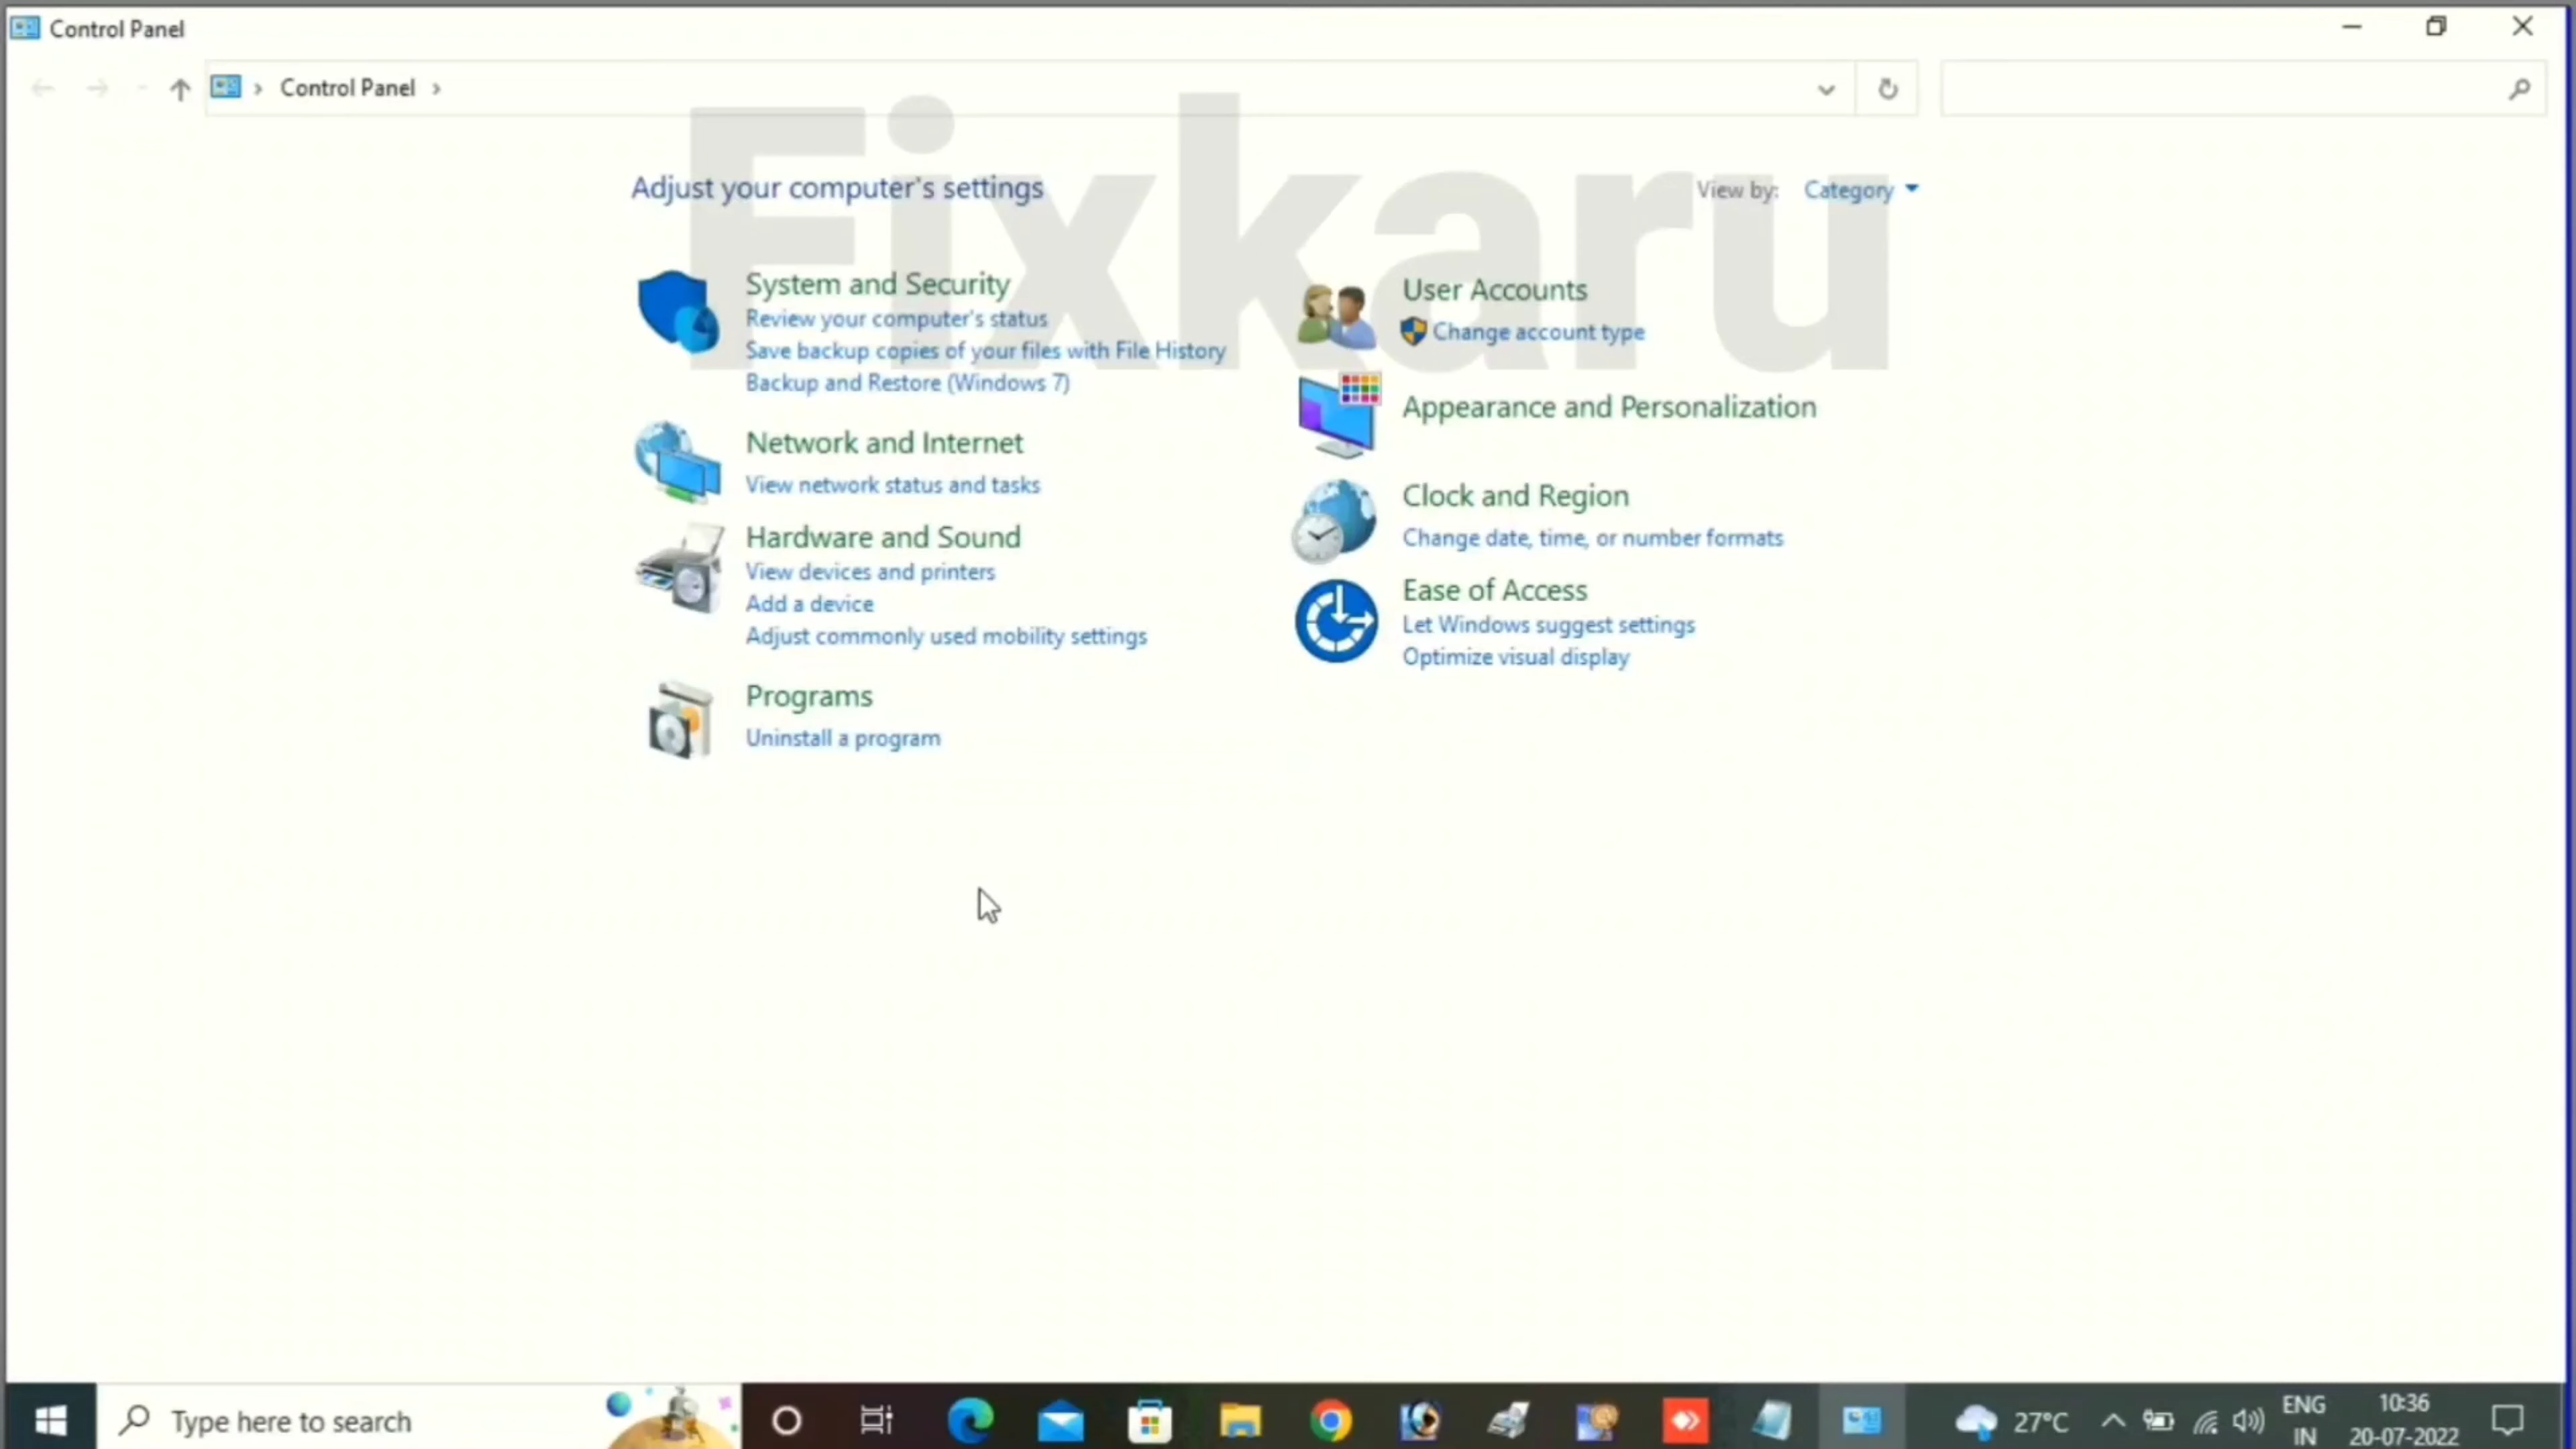 Control Panel
Control Panel
Fixkaru
Adjust your computer's settings
View by: Category
System and Security
Review your computer's status
Save backup copies of your files with File History
Backup and Restore (Windows 7)
Network and Internet
View network status and tasks
Hardware and Sound
View devices and printers
Add a device
Adjust commonly used mobility settings
Programs
Uninstall a program
User Accounts
Change account type
Appearance and Personalization
Clock and Region
Change date, time, or number formats
Ease of Access
Let Windows suggest settings
Optimize visual display
Type here to search
27°C
ENG
IN
10:36
20-07-2022